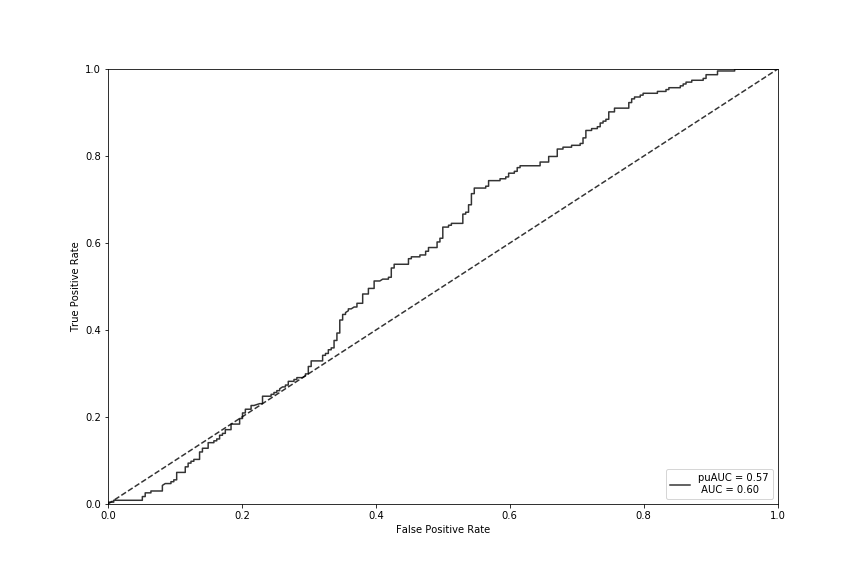 1.0
0.8
0.6
0.4
0.2
0.0
True Positive Rate
0.0 0.2 0.4 0.6 0.8 1.0
False Positive Rate
puAUC = 0.57
AUC = 0.60